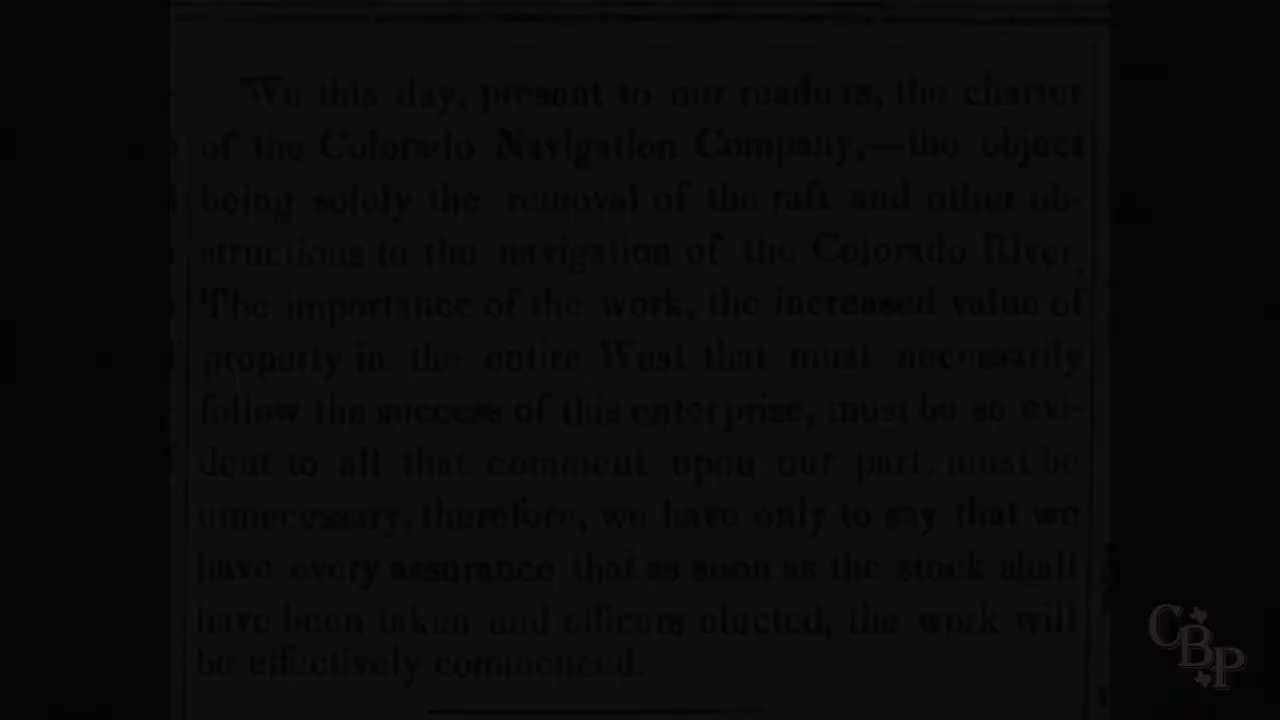 We this day, present to our readers, the charter
of the Colorado Navigation Company,—the object
being solely the removal of the raft and other ob-
structions to the navigation of the Colorado River.
The importance of the work, the increased value of
property in the entire West that must necessarily
follow the success of this enterprise, must be so evi-
dent to all that comment upon our part, must be
unnecessary, therefore, we have only to say that we
have every assurance that as soon as the stock shall
have been taken and officers elected, the work will
be effectively commenced.
CBP